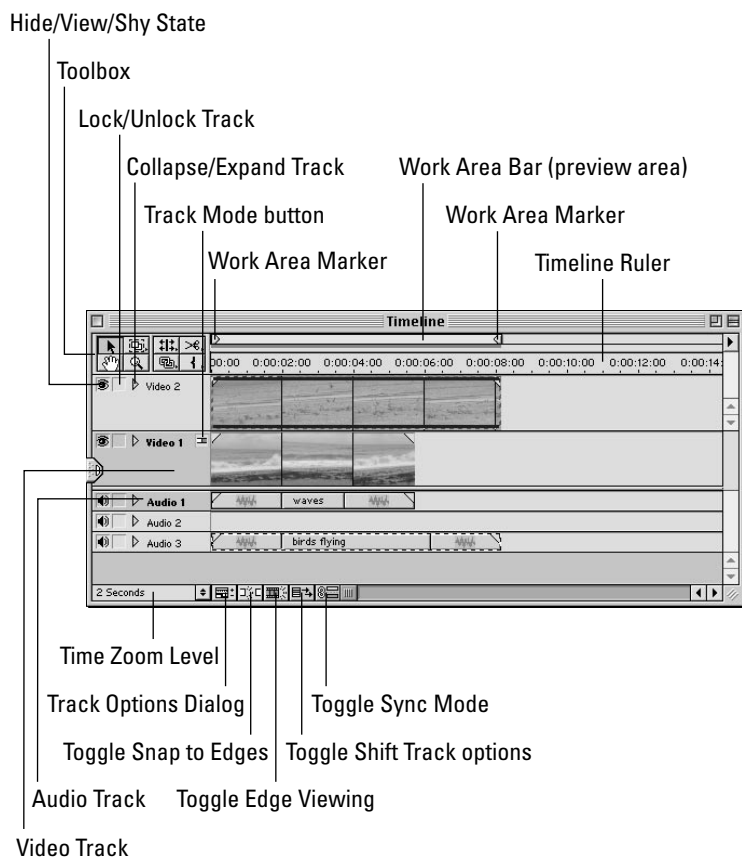 Hide/View/Shy State
Toolbox
Lock/Unlock Track
Collapse/Expand Track
Work Area Bar (preview area)
Track Mode button
Work Area Marker
Work Area Marker
Timeline Ruler
Timeline
00:00 0:00:02:00 0:00:04:00 0:00:06:00 0:00:08:00 0:00:10:00 0:00:12:00 0:00:14:
Video 2
Video 1
Audio 1
waves
Audio 2
Audio 3
birds flying
2 Seconds
Time Zoom Level
Track Options Dialog
Toggle Sync Mode
Toggle Snap to Edges
Toggle Shift Track options
Audio Track
Toggle Edge Viewing
Video Track